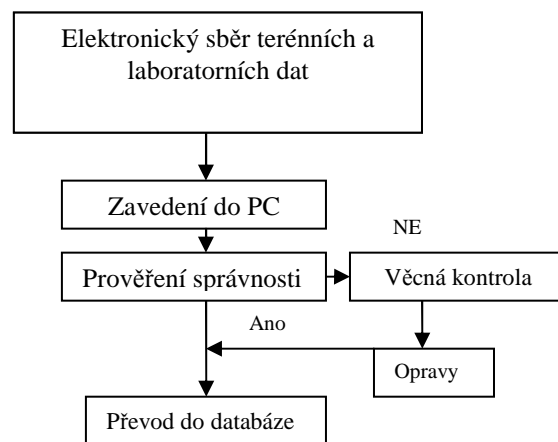 Elektronický sběr terénních a
laboratorních dat
Zavedení do PC
NE
Prověření správnosti
Věcná kontrola
Ano
Opravy
Převod do databáze